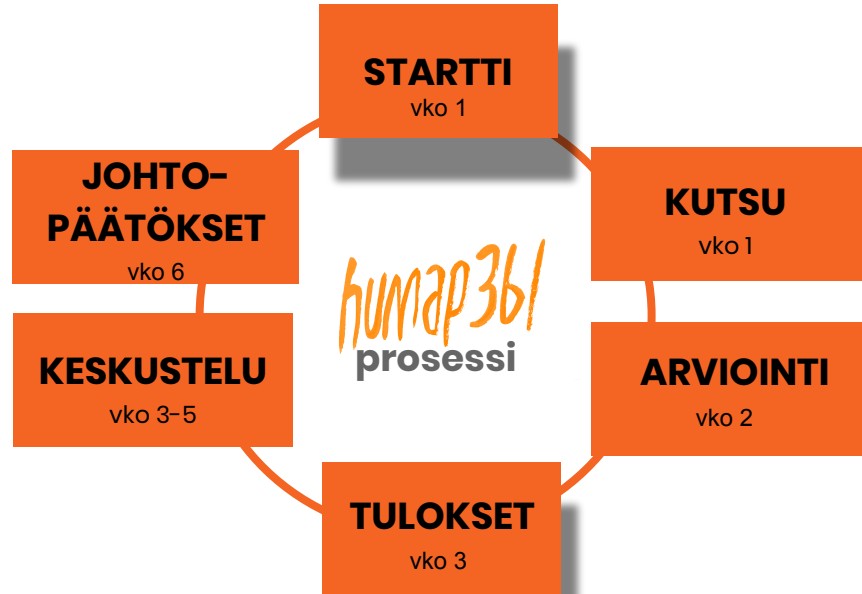 STARTTI
vko 1
KUTSU
vko 1
ARVIOINTI
vko 2
TULOKSET
vko 3
KESKUSTELU
vko 3-5
JOHTO-
PÄÄTÖKSET
vko 6
humap361
prosessi